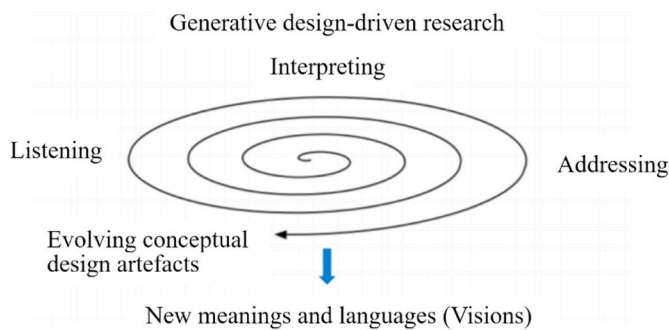 Generative design-driven research
Interpreting
Listening
Addressing
Evolving conceptual
design artefacts
New meanings and languages (Visions)